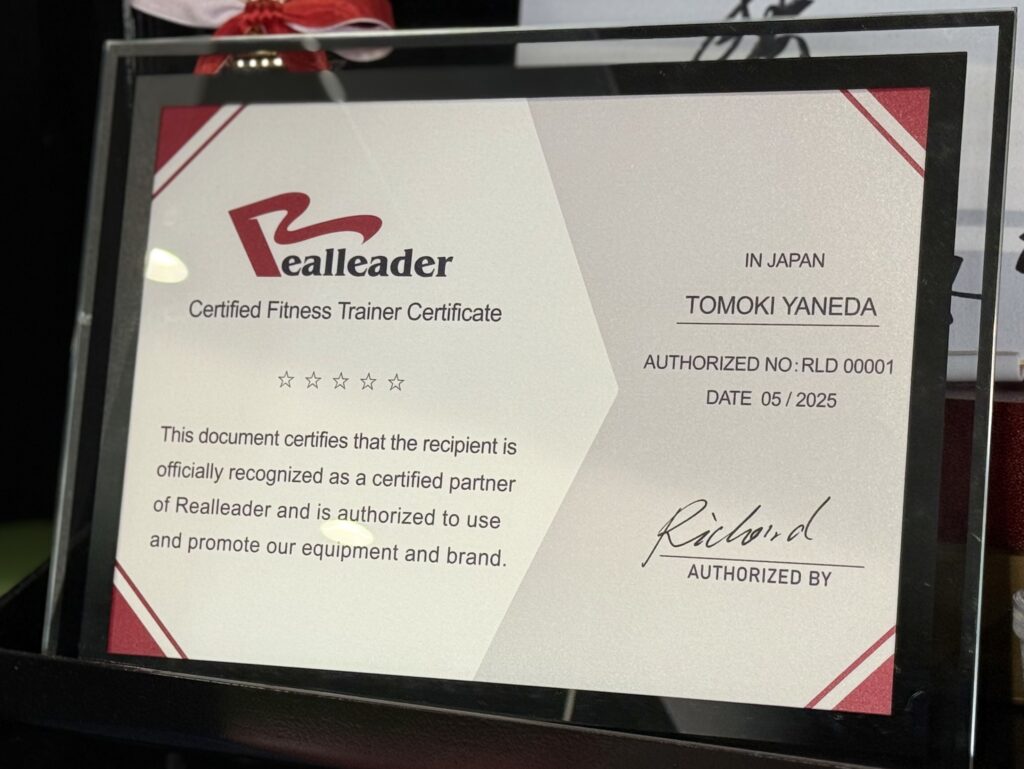 Realleader
Certified Fitness Trainer Certificate
☆ ☆ ☆ ☆ ☆
This document certifies that the recipient is
officially recognized as a certified partner
of Realleader and is authorized to use
and promote our equipment and brand.
IN JAPAN
TOMOKI YANEDA
AUTHORIZED NO:RLD 00001
DATE 05 / 2025
Richard
AUTHORIZED BY